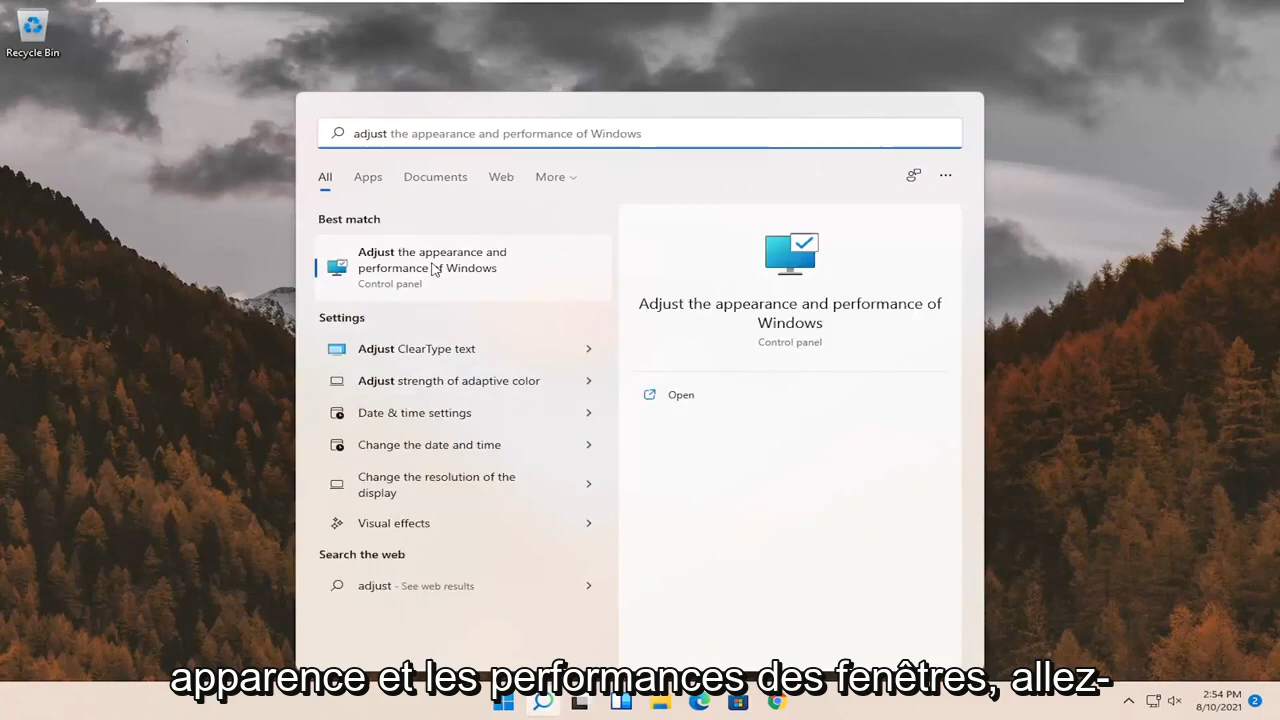 Recycle Bin
adjust the appearance and performance of Windows
All Apps Documents Web More
Best match
Adjust the appearance and
performance of Windows
Control panel
Settings
Adjust ClearType text
Adjust strength of adaptive color
Date & time settings
Change the date and time
Change the resolution of the
display
Visual effects
Search the web
adjust - See web results
Adjust the appearance and performance of
Windows
Control panel
Open
apparence et les performances des fenêtres, allez-
2:54 PM
8/10/2021
2